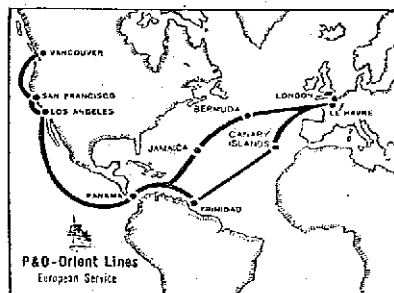 VANCOUVER
SAN FRANCISCO
LOS ANGELES
LONDON
LE HAVRE
BERMUDA
CANARY
ISLANDS
JAMAICA
PANAMA
TRINIDAD
P&O-Orient Lines
European Service